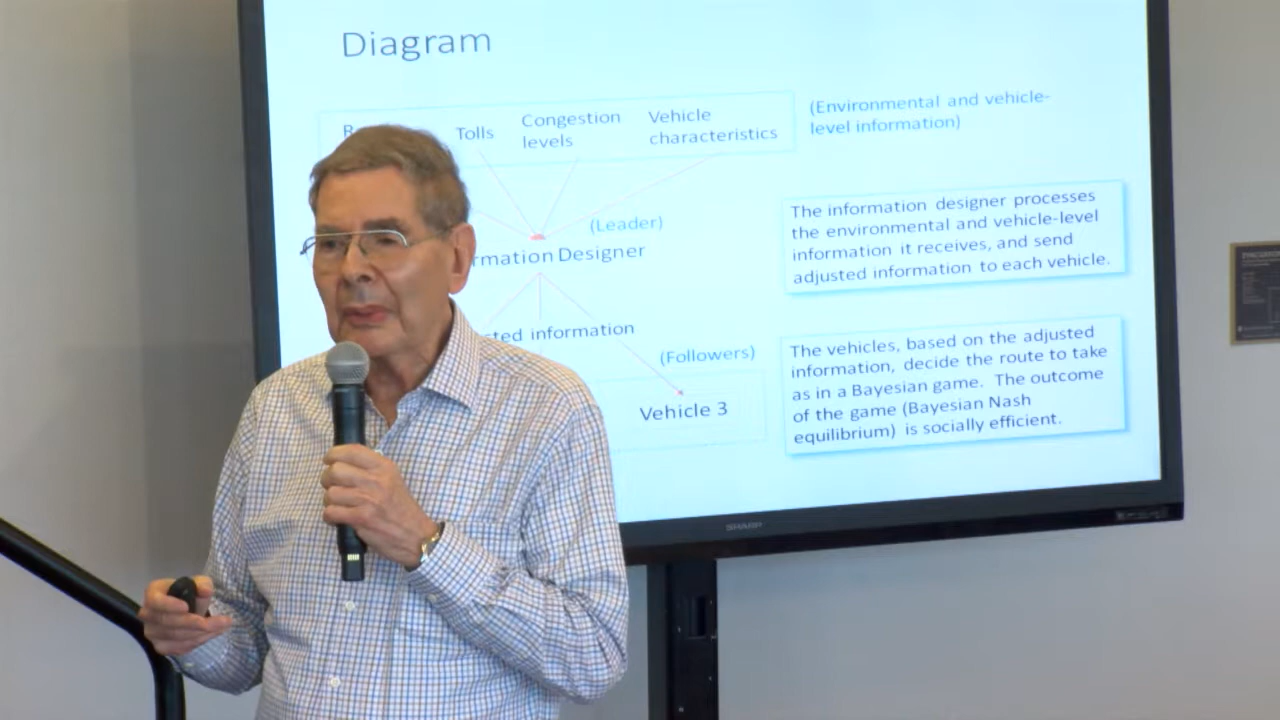 Diagram
Tolls
Congestion
levels
Vehicle
characteristics
(Environmental and vehicle-
level information)
(Leader)
rmation Designer
The information designer processes
the environmental and vehicle-level
information it receives, and send
adjusted information to each vehicle.
cted information
(Followers)
Vehicle 3
The vehicles, based on the adjusted
information, decide the route to take
as in a Bayesian game. The outcome
of the game (Bayesian Nash
equilibrium) is socially efficient.
SHARP